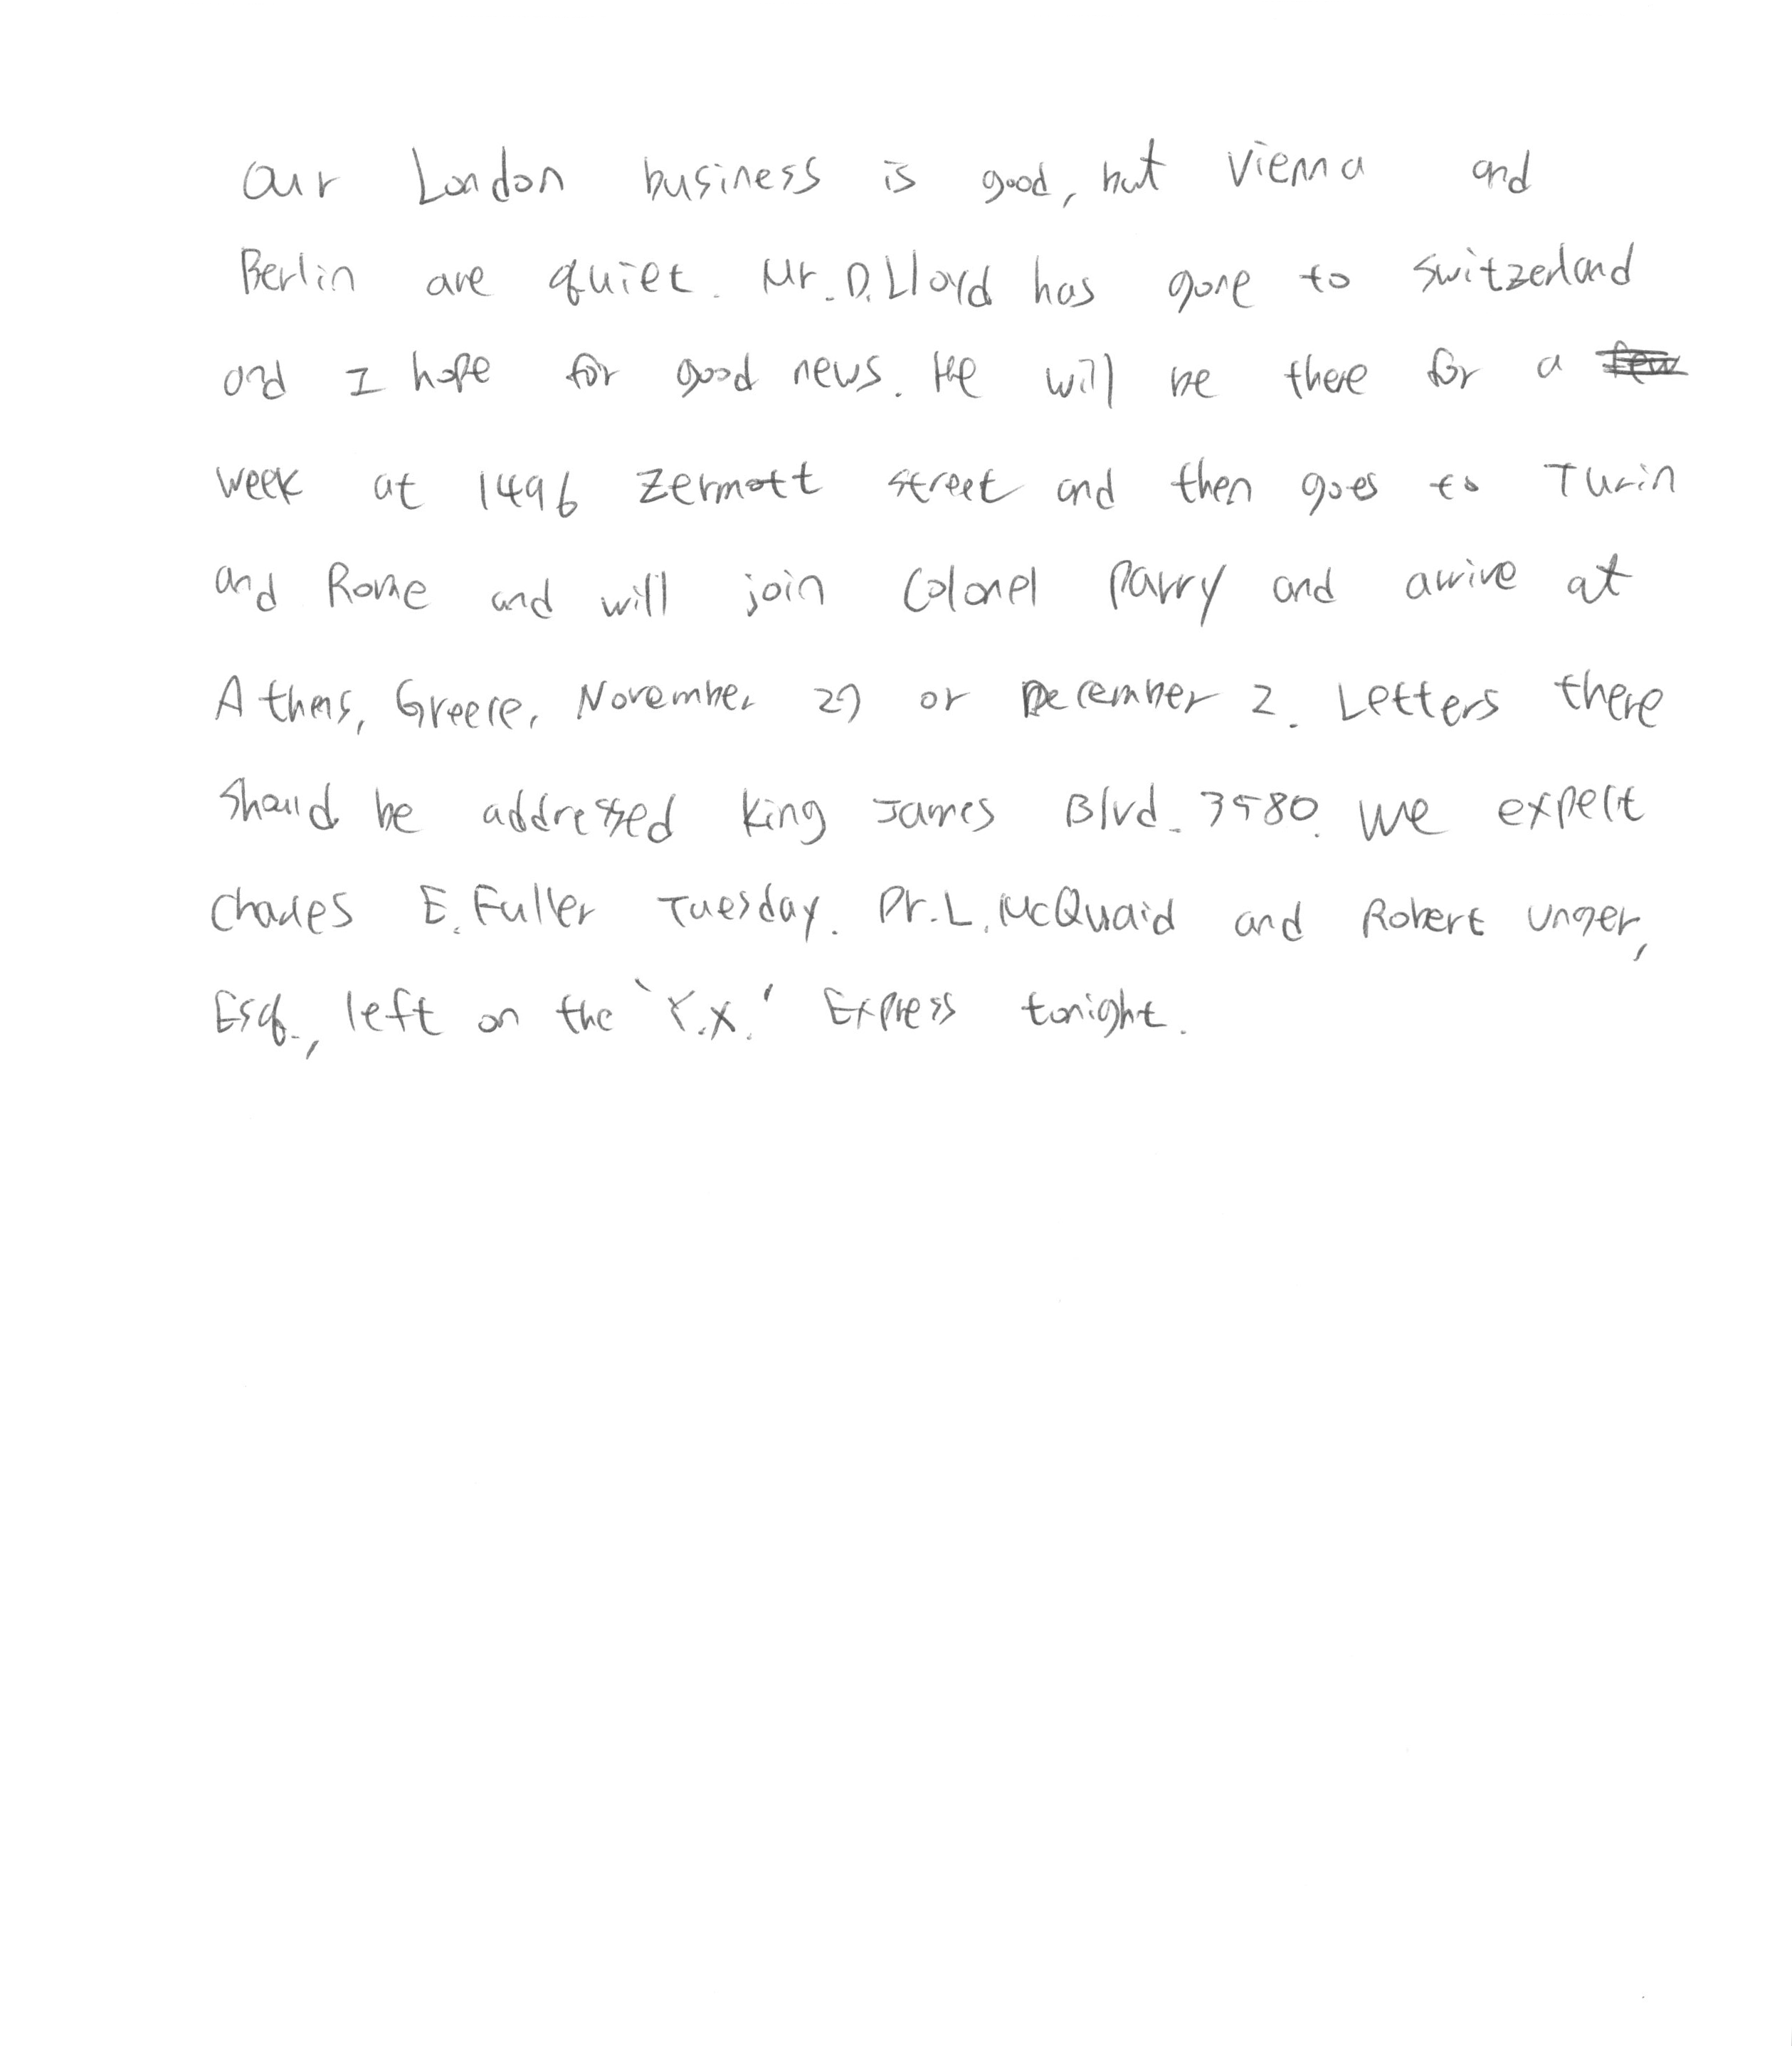 Our London business is good, but Vienna and
Berlin are quiet. Mr. D. Lloyd has gone to Switzerland
and I hope for good news. He will be there for a
week at 1496 Zermott street and then goes to Turin
and Rome and will join Colonel Parry and arrive at
Athens, Greece, November 27 or December 2. Letters there
should be addressed King James Blvd. 3580. We expect
Charles E. Fuller Tuesday. Dr. L. McQuaid and Robert Unger,
Esq., left on the 'Y.X.' Express tonight.